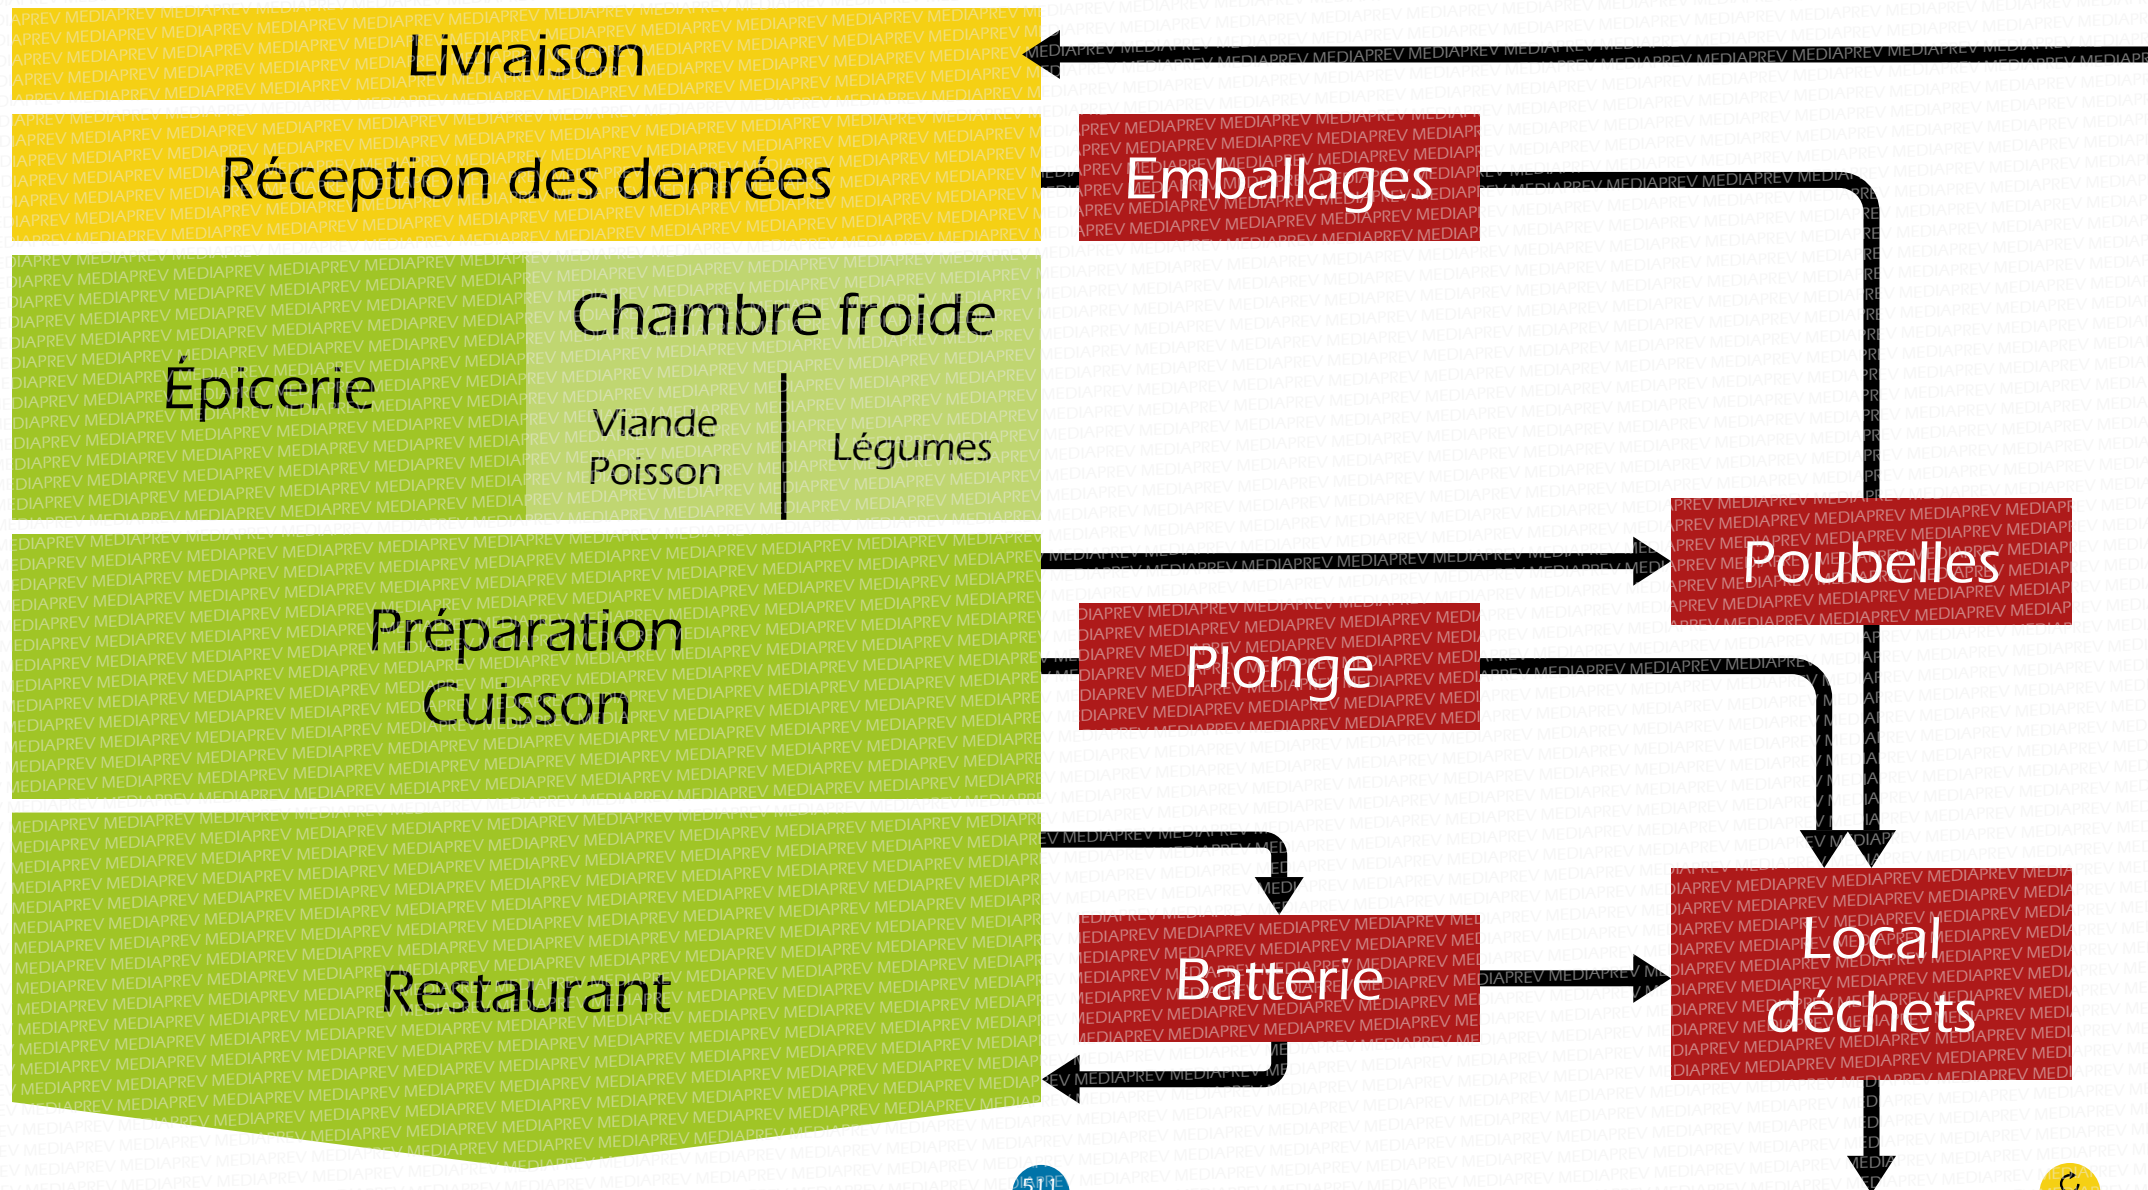 Livraison
Réception des denrées
Emballages
Épicerie
Chambre froide
Viande
Poisson
Légumes
Poubelles
Préparation
Cuisson
Plonge
Restaurant
Batterie
Local
déchets
MEDIAPREV